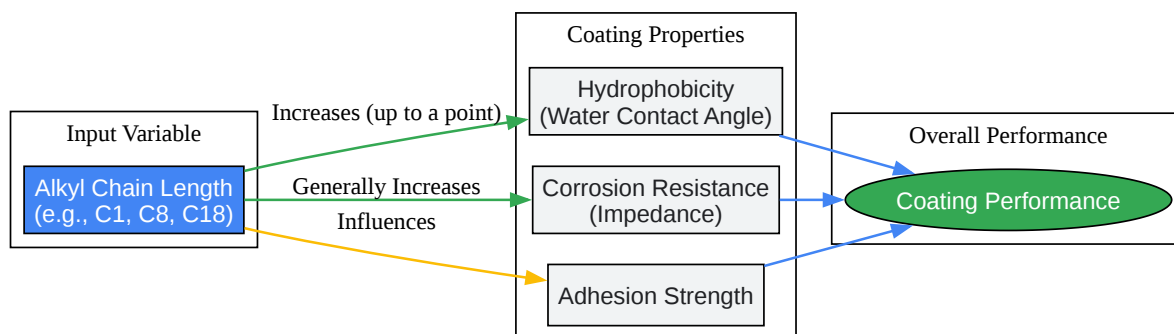 Input Variable
Alkyl Chain Length
(e.g., C1, C8, C18)
Increases (up to a point)
Generally Increases
Influences
Coating Properties
Hydrophobicity
(Water Contact Angle)
Corrosion Resistance
(Impedance)
Adhesion Strength
Overall Performance
Coating Performance